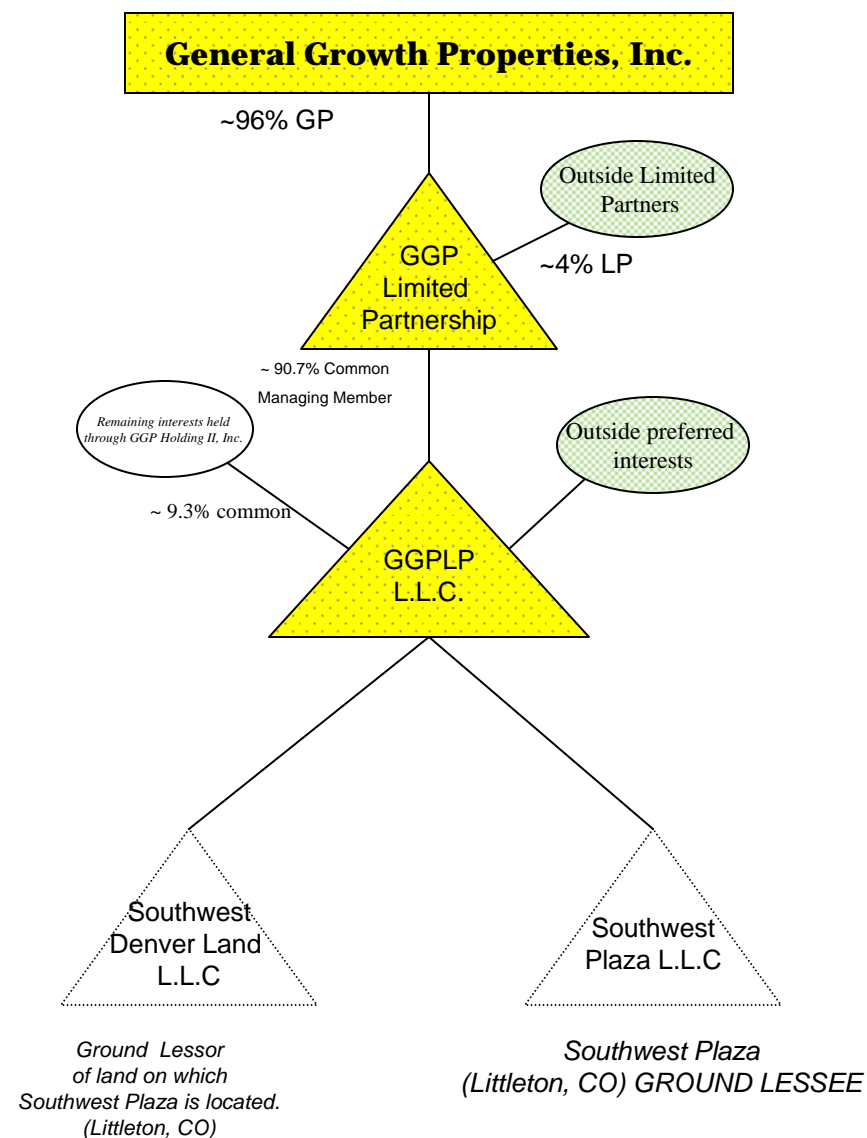 General Growth Properties, Inc.
~96% GP
Outside Limited
Partners
~4% LP
GGP
Limited
Partnership
~ 90.7% Common
Managing Member
Remaining interests held
through GGP Holding II, Inc.
~ 9.3% common
Outside preferred
interests
GGPLP
L.L.C.
Southwest
Denver Land
L.L.C
Southwest
Plaza L.L.C
Ground Lessor
of land on which
Southwest Plaza is located.
(Littleton, CO)
Southwest Plaza
(Littleton, CO) GROUND LESSEE